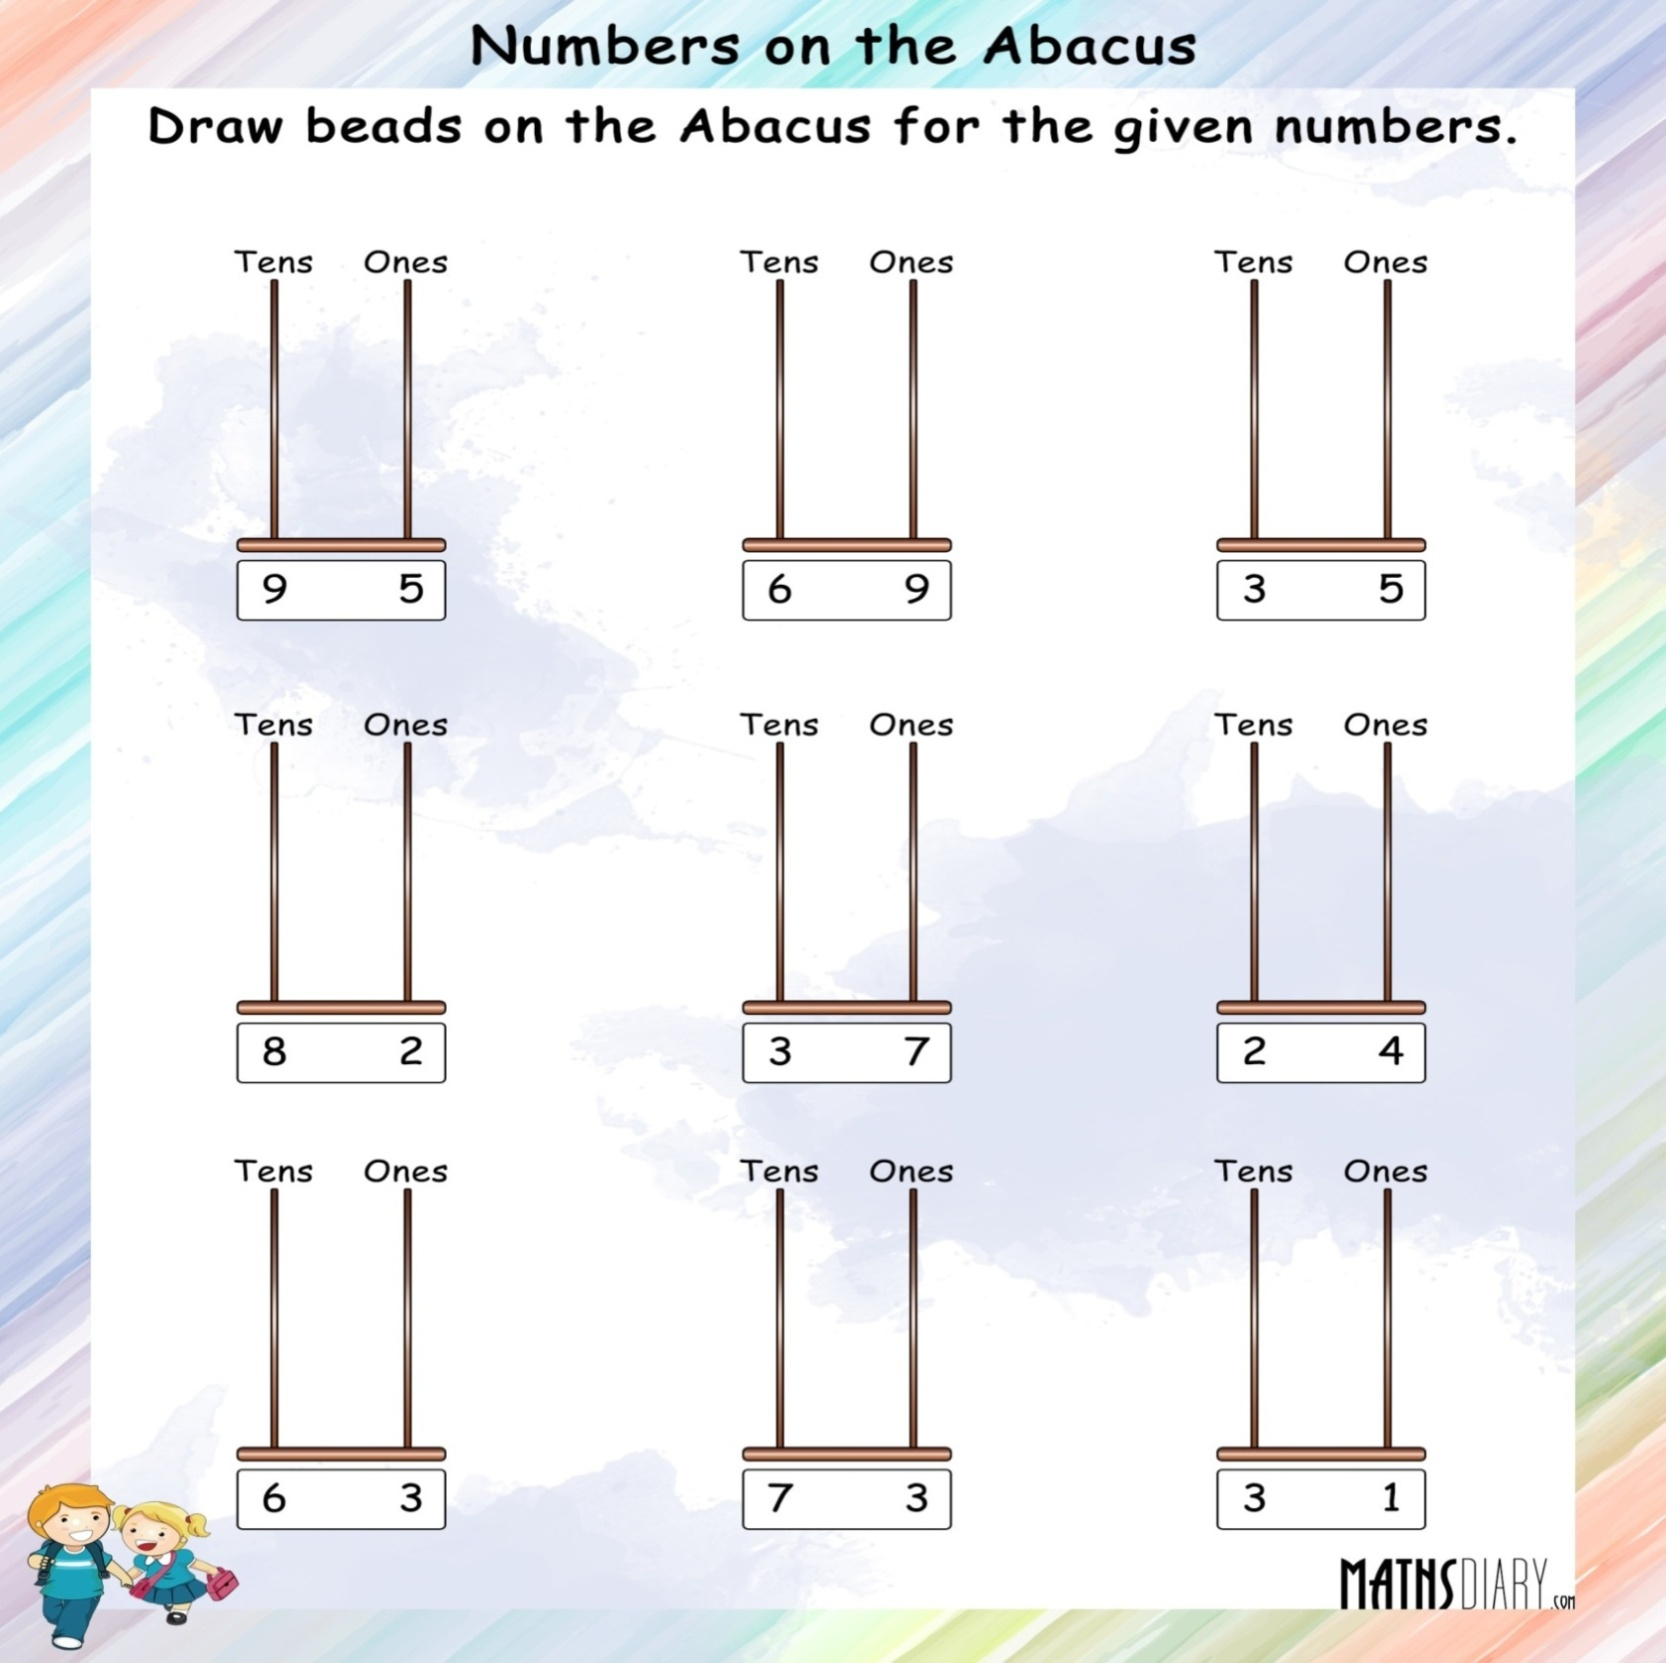 Numbers on the Abacus
Draw beads on the Abacus for the given numbers.
Tens Ones Tens Ones Tens Ones
9 5 6 9 3 5
Tens Ones Tens Ones Tens Ones
8 2 3 7 2 4
Tens Ones Tens Ones Tens Ones
6 3 7 3 3 1
MATHSDIARY.COM